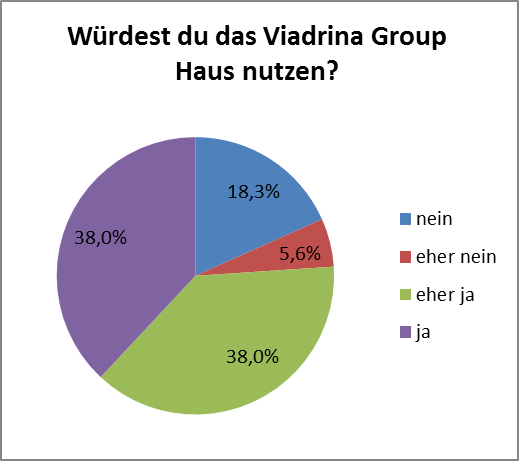 Würdest du das Viadrina Group
Haus nutzen?
18,3%
5,6%
38,0%
38,0%
nein
eher nein
eher ja
ja